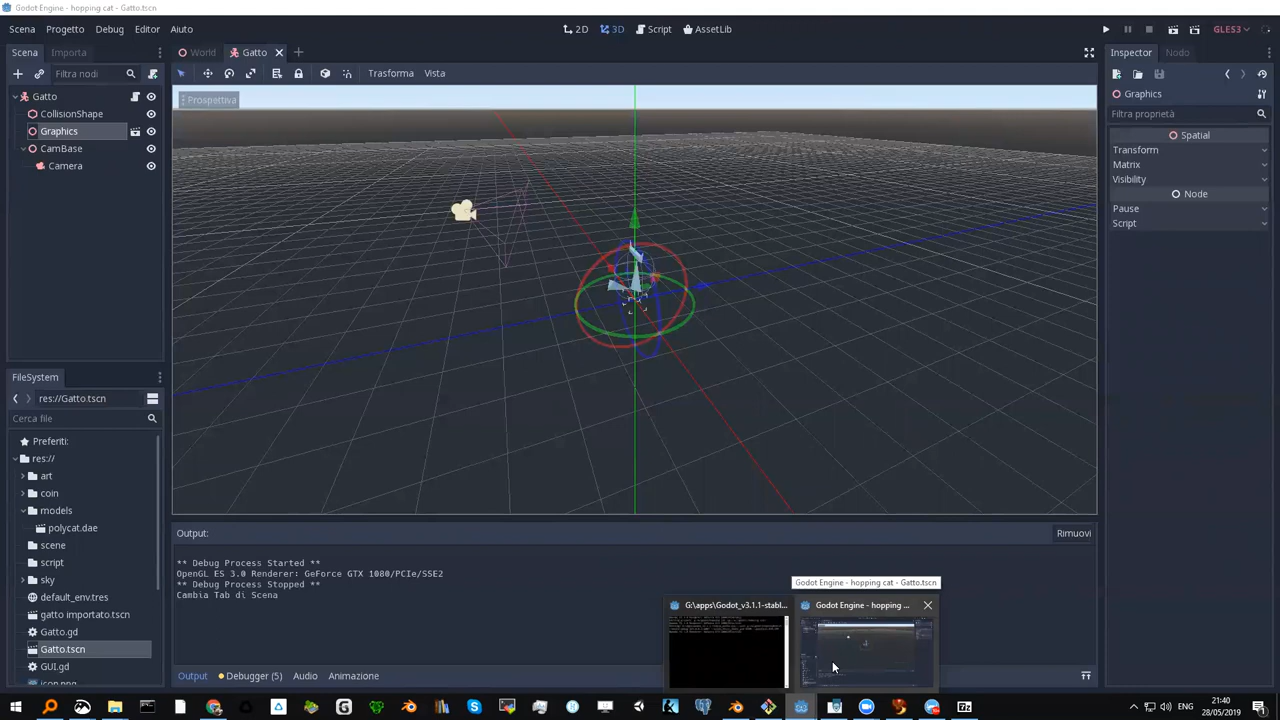 Godot Engine - hopping cat - Gatto.tscn
Scena Progetto Debug Editor Aiuto
2D 3D Script AssetLib
GLES3
Scena Importa
World Gatto
Inspector Nodo
Filtra nodi
Trasforma Vista
Gatto
Graphics
Prospettiva
CollisionShape
Filtra proprietà
Graphics
Spatial
CamBase
Transform
Camera
Matrix
Visibility
Node
Pause
Script
FileSystem
res://Gatto.tscn
Cerca file
Preferiti:
res://
art
coin
models
polycat.dae
scene
script
sky
default_env.tres
gatto importato.tscn
Gatto.gd
Gatto.tscn
GUI.gd
Output:
Rimuovi
** Debug Process Started **
OpenGL ES 3.0 Renderer: GeForce GTX 1080/PCIe/SSE2
** Debug Process Stopped **
Cambia Tab di Scena
Godot Engine - hopping cat - Gatto.tscn
G:\apps\Godot_v3.1.1-stabl...
Godot Engine - hopping ...
Output Debugger (5) Audio Animazione
ENG
21:40
28/05/2019